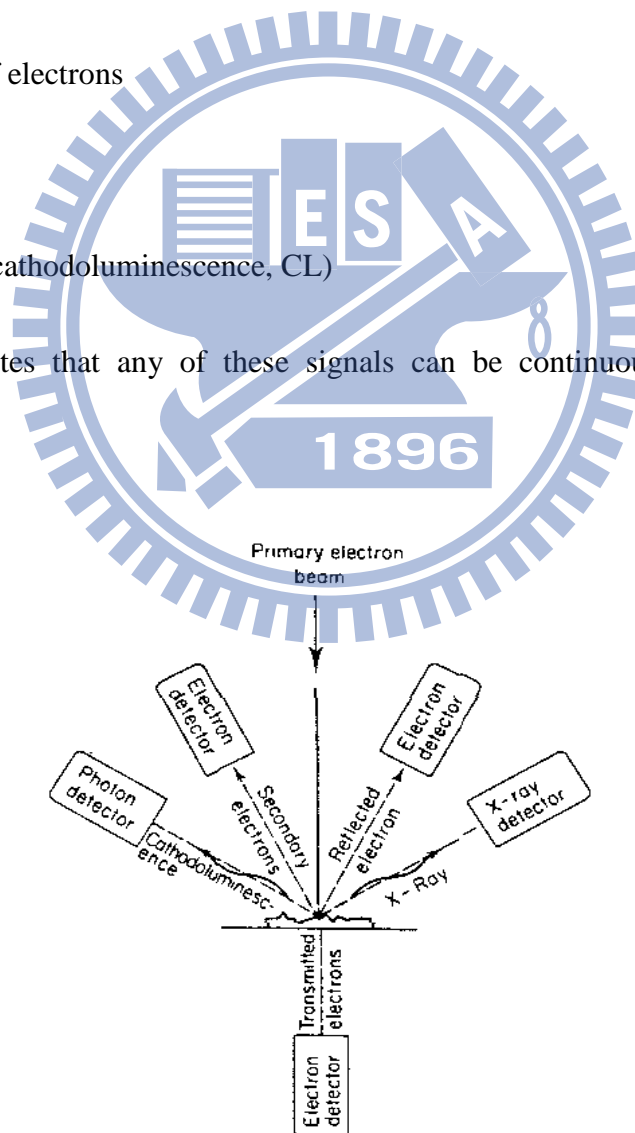 electrons
E S A
cathodoluminescence, CL)
tes that any of these signals can be continuou
8
1896
Primary electron
beam
Electron
detector
Electron
detector
Photon
detector
X-ray
detector
Secondary
electrons
Reflected
electron
Cathodoluminesc-
ence
X-Ray
Transmitted
electrons
Electron
detector